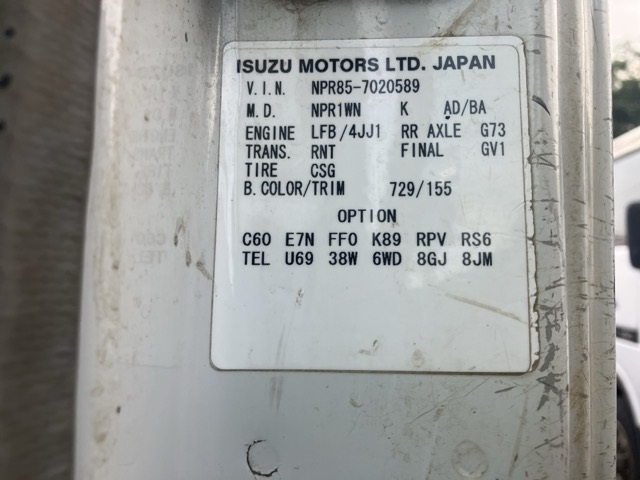 ISUZU MOTORS LTD. JAPAN
V.I.N. NPR85-7020589
M.D. NPR1WN K AD/BA
ENGINE LFB/4JJ1 RR AXLE G73
TRANS. RNT FINAL GV1
TIRE CSG
B.COLOR/TRIM 729/155
OPTION
C60 E7N FF0 K89 RPV RS6
TEL U69 38W 6WD 8GJ 8JM